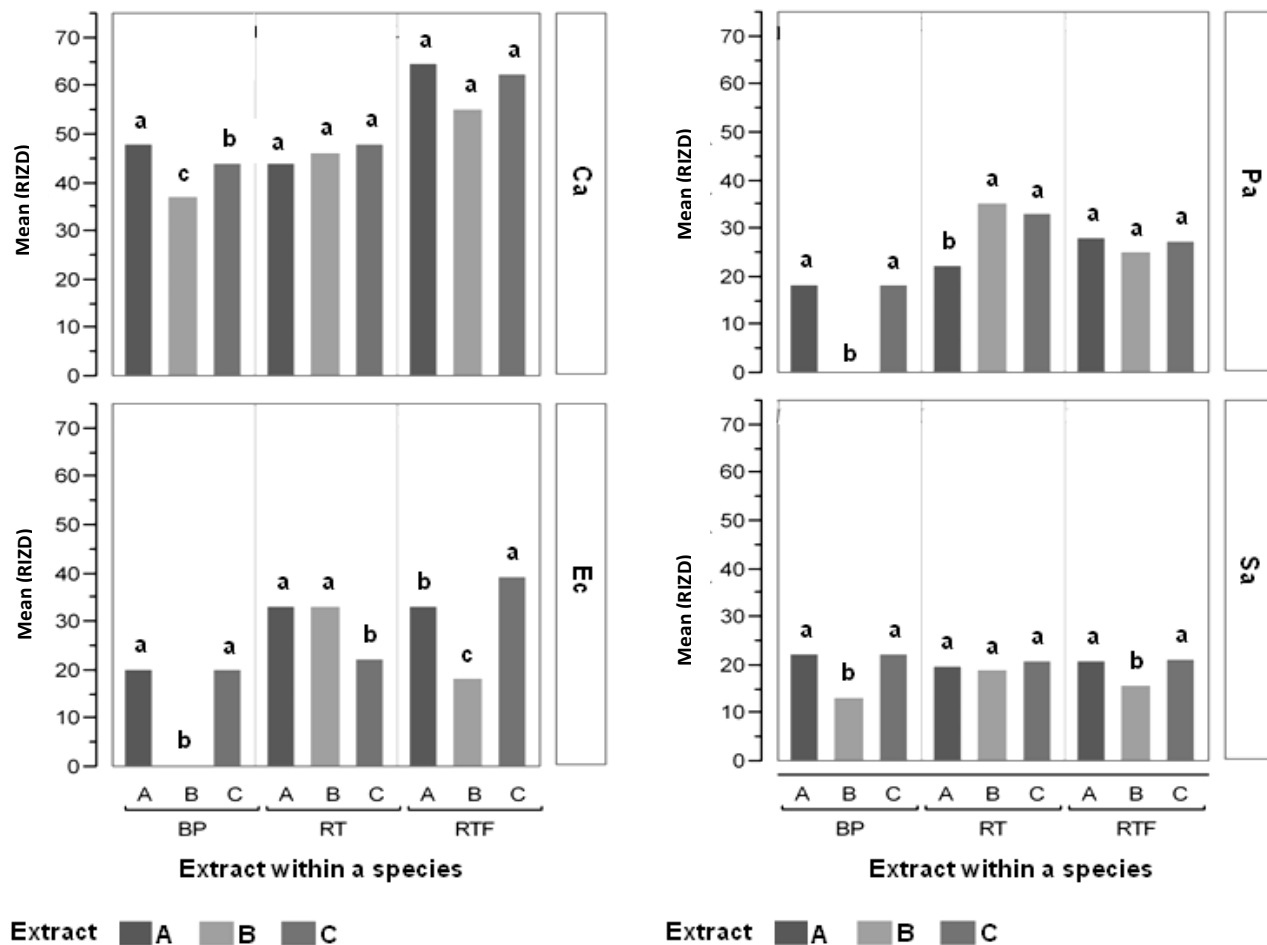 Mean (RIZD)
70
60
50
40
30
20
10
0
a
c
b
a
a
a
a
a
a
Ca
Mean (RIZD)
70
60
50
40
30
20
10
0
a
b
a
b
a
a
a
a
a
Pa
Mean (RIZD)
70
60
50
40
30
20
10
0
a
b
a
a
a
b
b
c
a
Ec
Mean (RIZD)
70
60
50
40
30
20
10
0
a
b
a
a
a
a
a
b
a
Sa
A B C A B C A B C
BP RT RTF
Extract within a species
Extract A B C
A B C A B C A B C
BP RT RTF
Extract within a species
Extract A B C